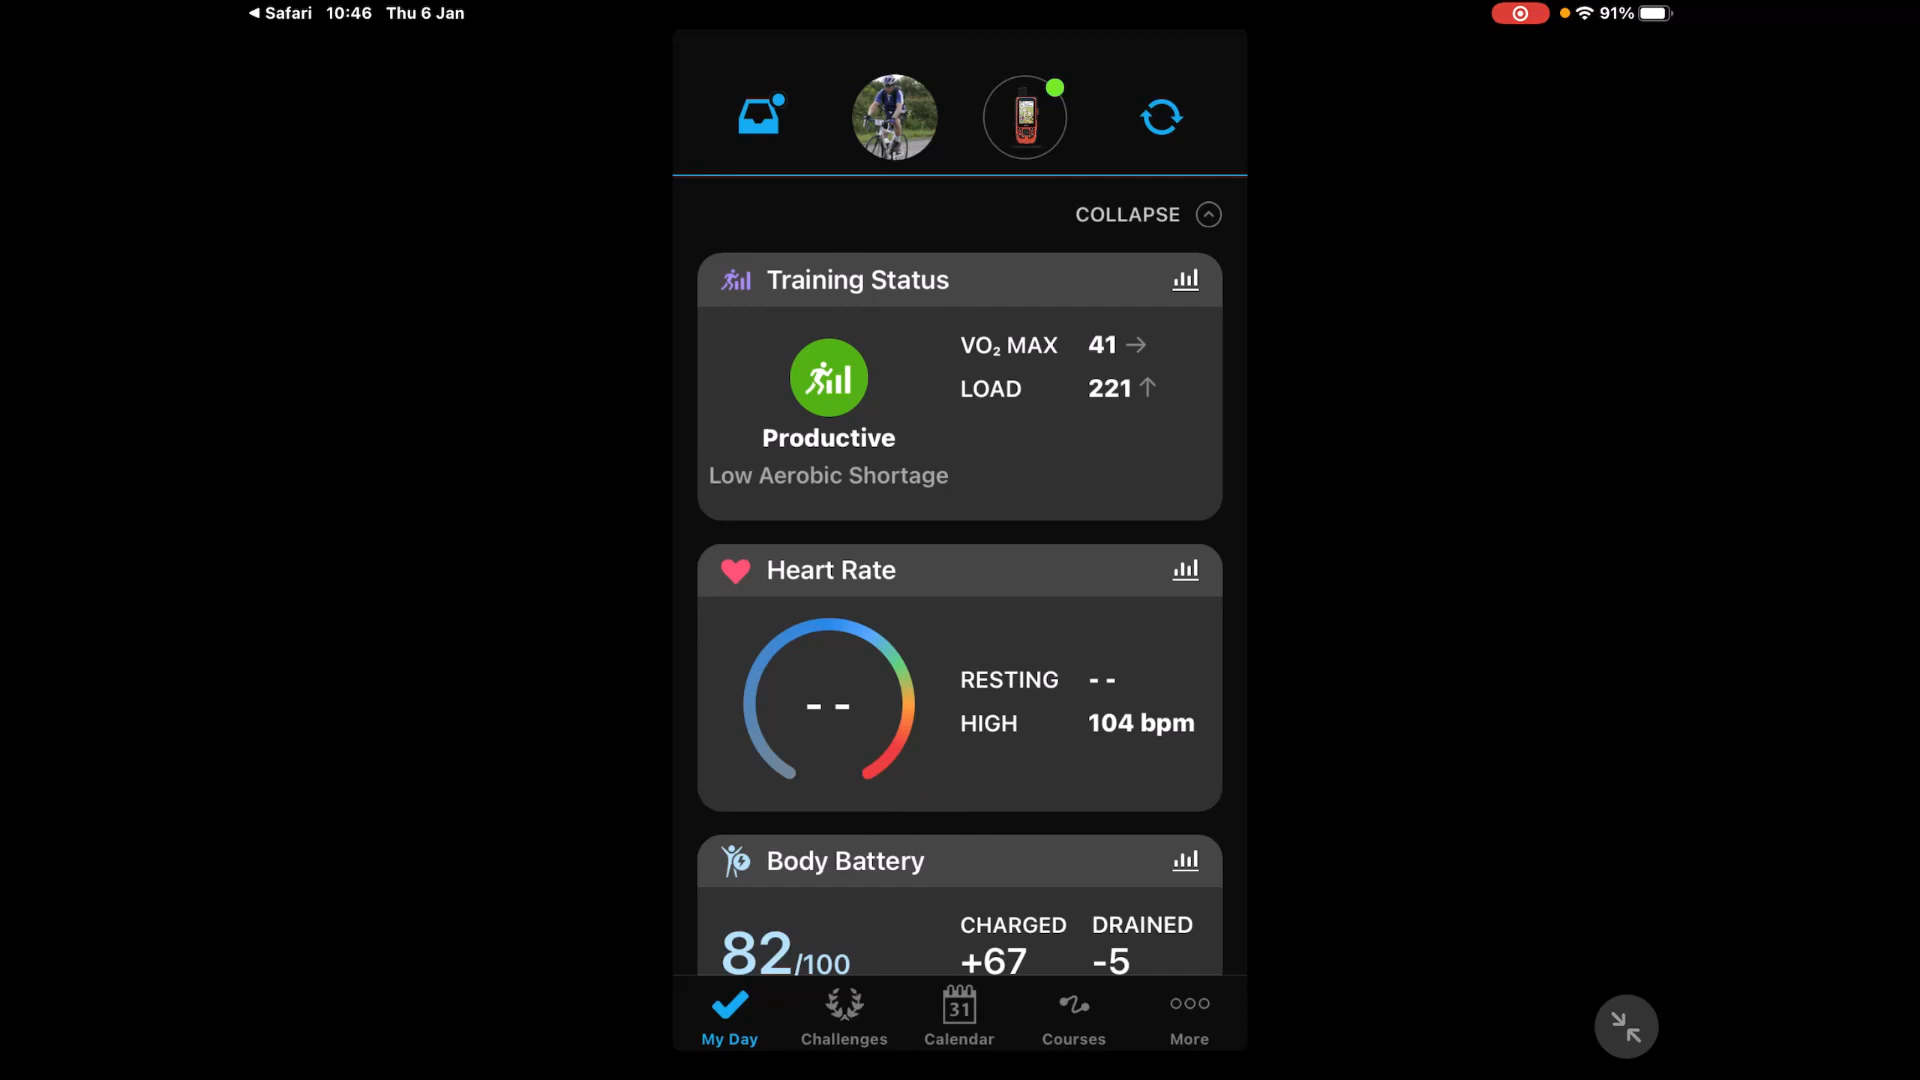 ◀ Safari 10:46 Thu 6 Jan
91%
COLLAPSE
Training Status
VO₂ MAX 41 →
LOAD 221 ↑
Productive
Low Aerobic Shortage
Heart Rate
- -
RESTING - -
HIGH 104 bpm
Body Battery
82/100
CHARGED DRAINED
+67 -5
31
My Day Challenges Calendar Courses More